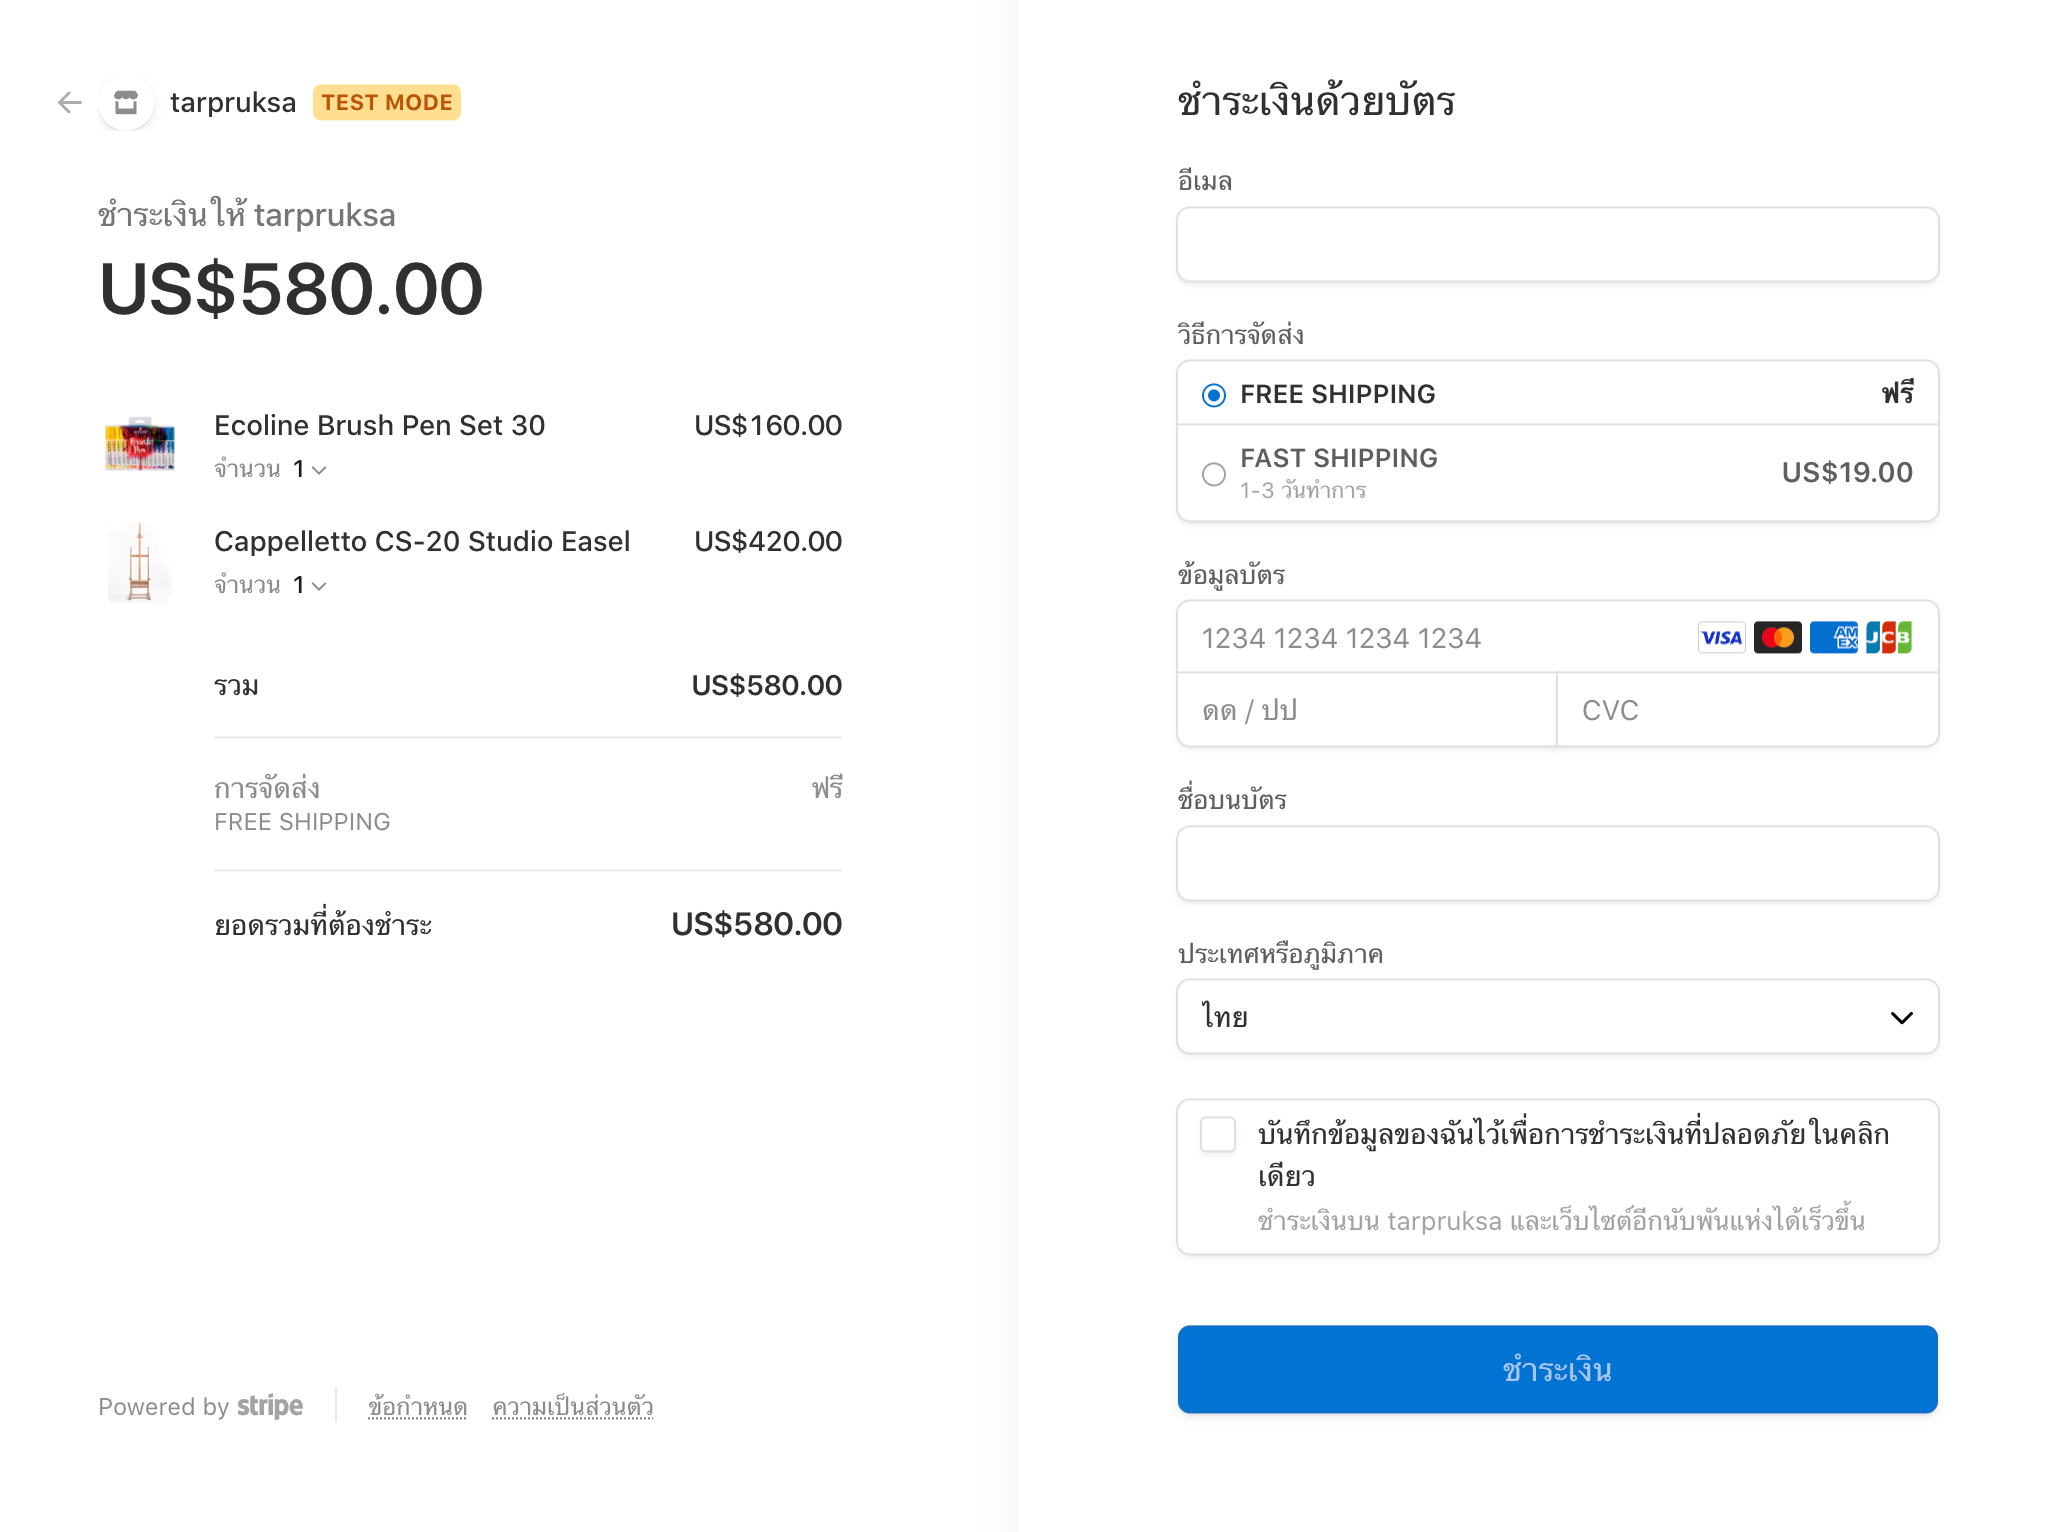 tarpruksa TEST MODE
ชำระเงินให้ tarpruksa
US$580.00
Ecoline Brush Pen Set 30 US$160.00
จำนวน 1
Cappelletto CS-20 Studio Easel US$420.00
จำนวน 1
รวม US$580.00
การจัดส่ง ฟรี
FREE SHIPPING
ยอดรวมที่ต้องชำระ US$580.00
Powered by stripe ข้อกำหนด ความเป็นส่วนตัว
ชำระเงินด้วยบัตร
อีเมล
วิธีการจัดส่ง
FREE SHIPPING ฟรี
FAST SHIPPING US$19.00
1-3 วันทำการ
ข้อมูลบัตร
1234 1234 1234 1234 VISA AMEX JCB
ดด / ปป CVC
ชื่อบนบัตร
ประเทศหรือภูมิภาค
ไทย
บันทึกข้อมูลของฉันไว้เพื่อการชำระเงินที่ปลอดภัยในคลิก
เดียว
ชำระเงินบน tarpruksa และเว็บไซต์อีกนับพันแห่งได้เร็วขึ้น
ชำระเงิน